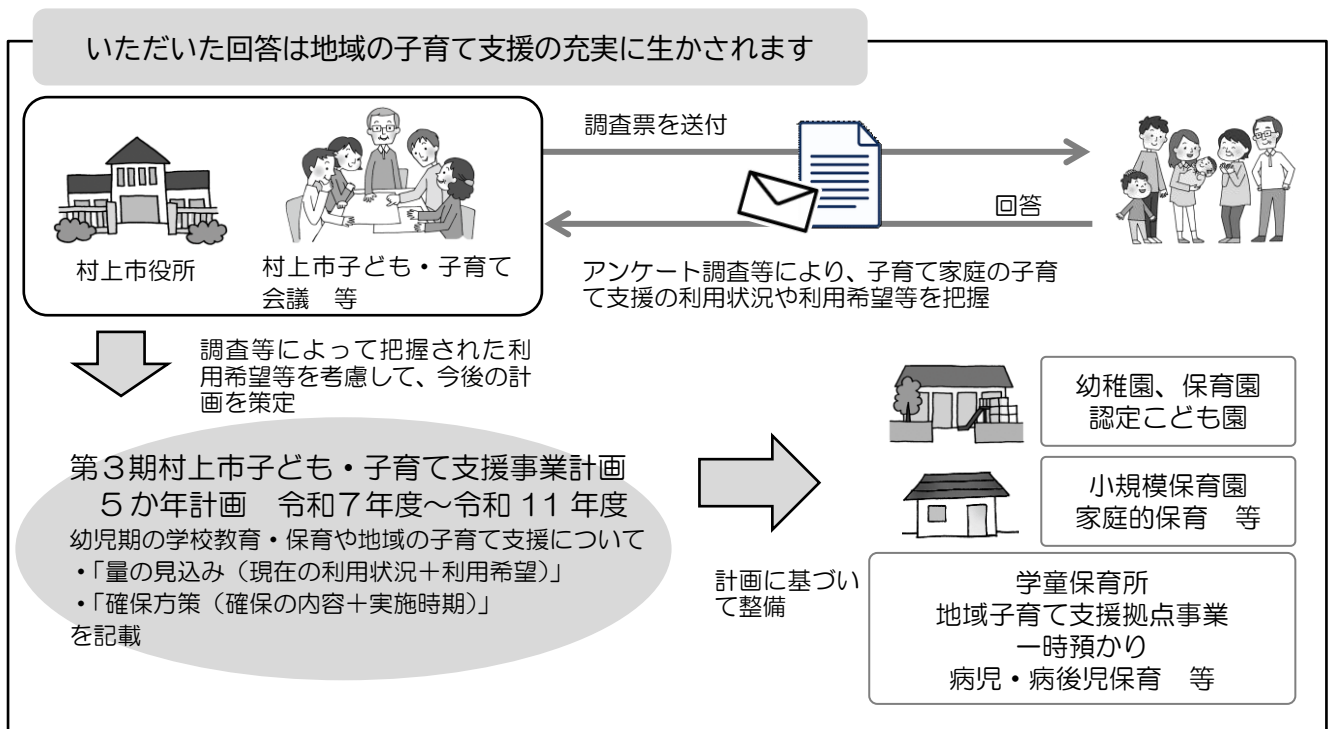 いただいた回答は地域の子育て支援の充実に生かされます
調査票を送付
回答
村上市役所
村上市子ども・子育て
会議　等
アンケート調査等により、子育て家庭の子育
て支援の利用状況や利用希望等を把握
調査等によって把握された利
用希望等を考慮して、今後の計
画を策定
第３期村上市子ども・子育て支援事業計画
５か年計画　令和７年度～令和 11 年度
幼児期の学校教育・保育や地域の子育て支援について
・「量の見込み（現在の利用状況＋利用希望）」
・「確保方策（確保の内容＋実施時期）」
を記載
計画に基づい
て整備
幼稚園、保育園
認定こども園
小規模保育園
家庭的保育　等
学童保育所
地域子育て支援拠点事業
一時預かり
病児・病後児保育　等